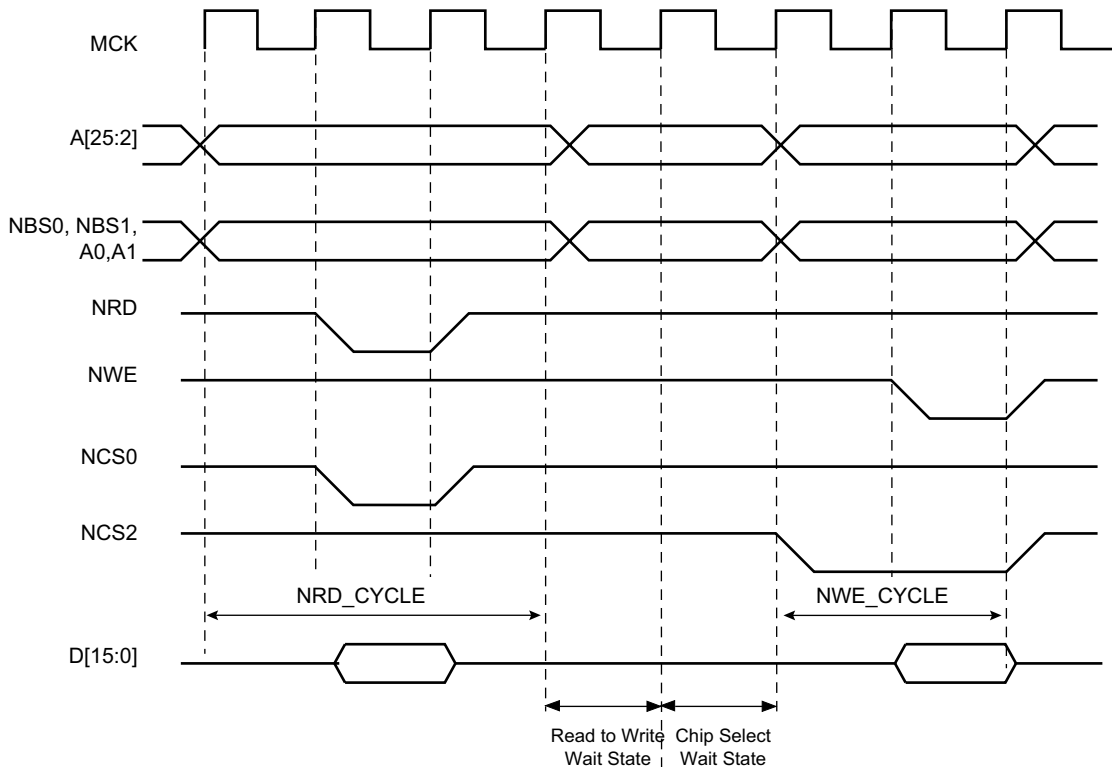 MCK
A[25:2]
NBS0, NBS1,
A0,A1
NRD
NWE
NCS0
NCS2
NRD_CYCLE
NWE_CYCLE
D[15:0]
Read to Write
Wait State
Chip Select
Wait State